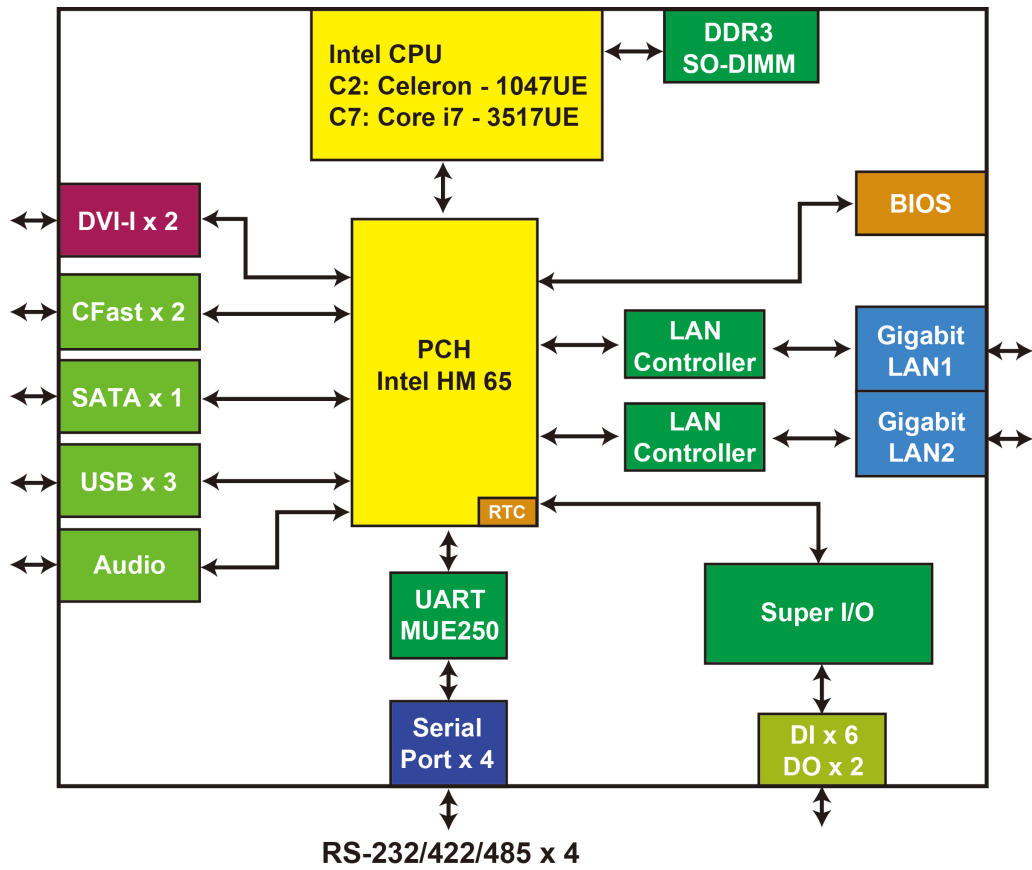 Intel CPU
C2: Celeron - 1047UE
C7: Core i7 - 3517UE
DDR3
SO-DIMM
DVI-I x 2
CFast x 2
SATA x 1
USB x 3
Audio
PCH
Intel HM 65
RTC
BIOS
LAN
Controller
Gigabit
LAN1
LAN
Controller
Gigabit
LAN2
UART
MUE250
Super I/O
Serial
Port x 4
DI x 6
DO x 2
RS-232/422/485 x 4